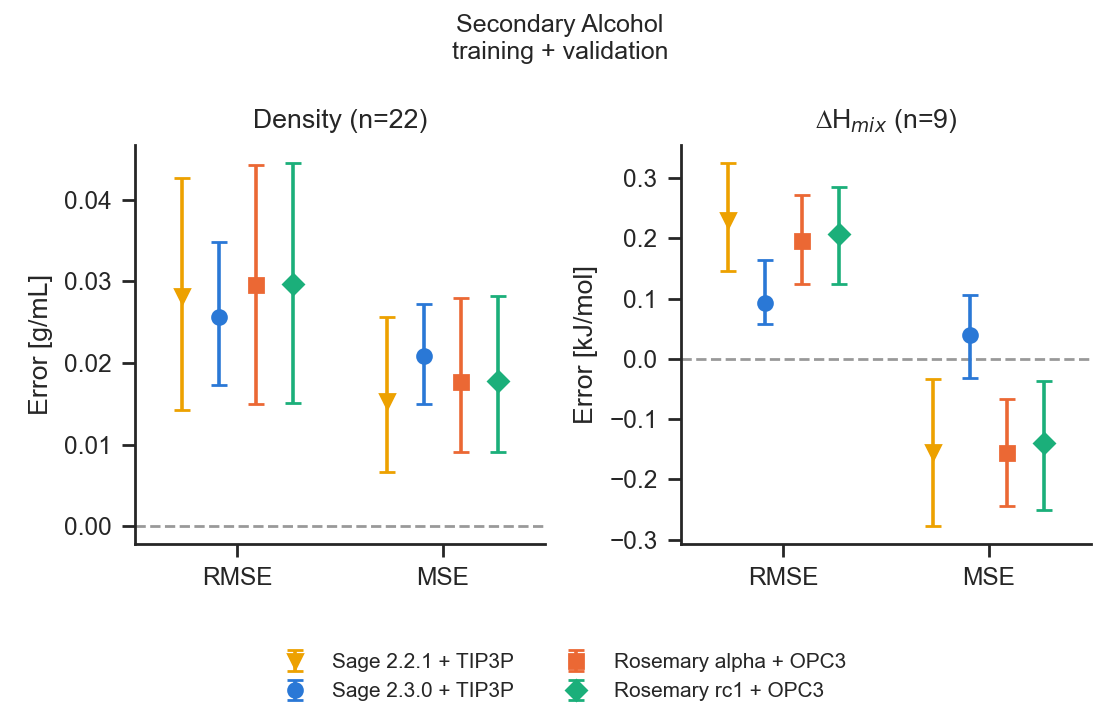 Secondary Alcohol
training + validation
Density (n=22)
Error [g/mL]
0.04
0.03
0.02
0.01
0.00
RMSE
MSE
ΔH_mix (n=9)
Error [kJ/mol]
0.3
0.2
0.1
0.0
−0.1
−0.2
−0.3
RMSE
MSE
Sage 2.2.1 + TIP3P
Sage 2.3.0 + TIP3P
Rosemary alpha + OPC3
Rosemary rc1 + OPC3